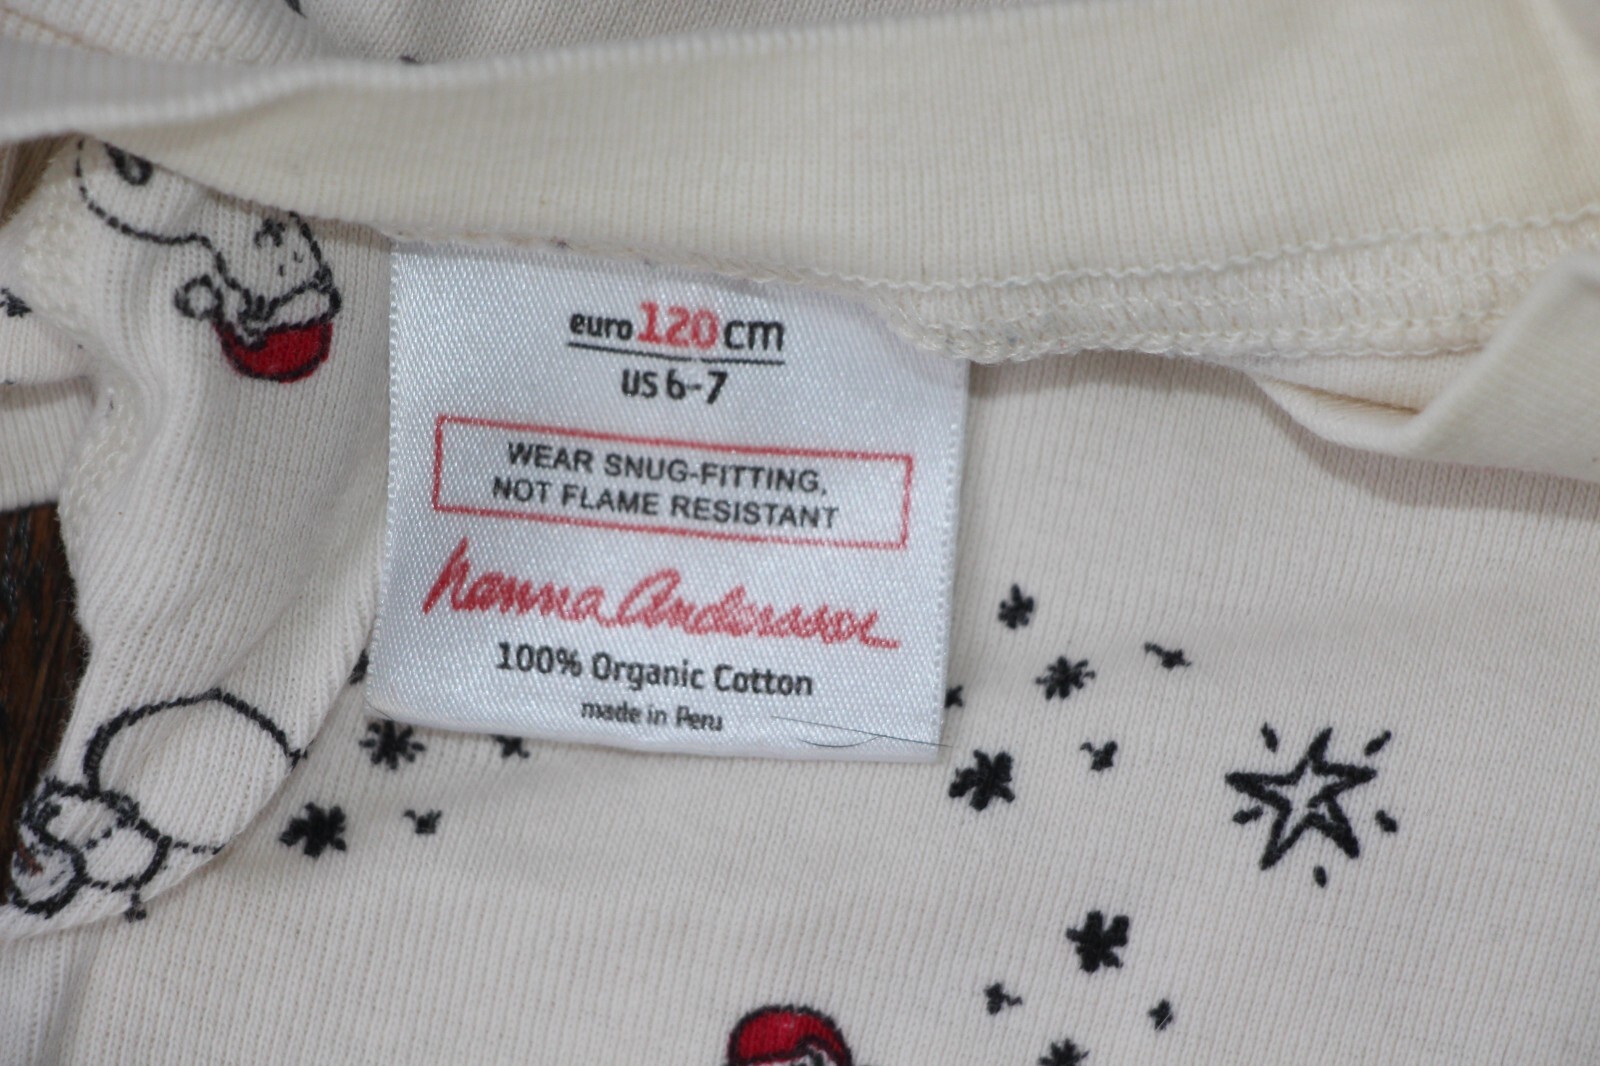 euro 120 cm
US 6-7
WEAR SNUG-FITTING,
NOT FLAME RESISTANT
hanna Andersson
100% Organic Cotton
made in Peru